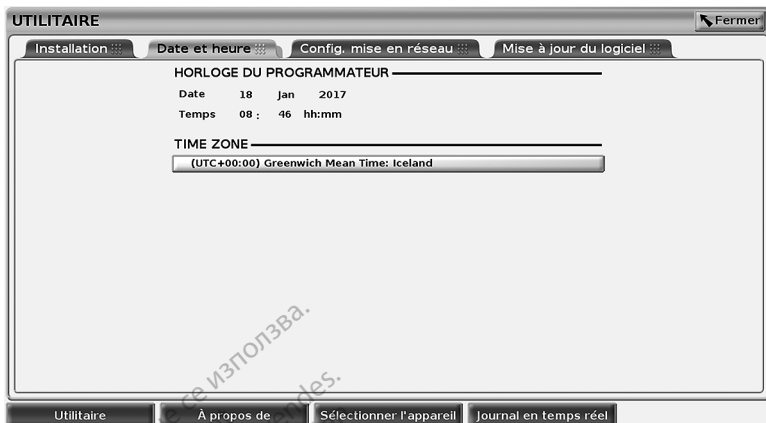 UTILITAIRE
Fermer
Installation Date et heure Config. mise en réseau Mise à jour du logiciel
HORLOGE DU PROGRAMMATEUR
Date 18 Jan 2017
Temps 08 : 46 hh:mm
TIME ZONE
(UTC+00:00) Greenwich Mean Time: Iceland
се използва.
Utilitaire À propos de Sélectionner l'appareil Journal en temps réel